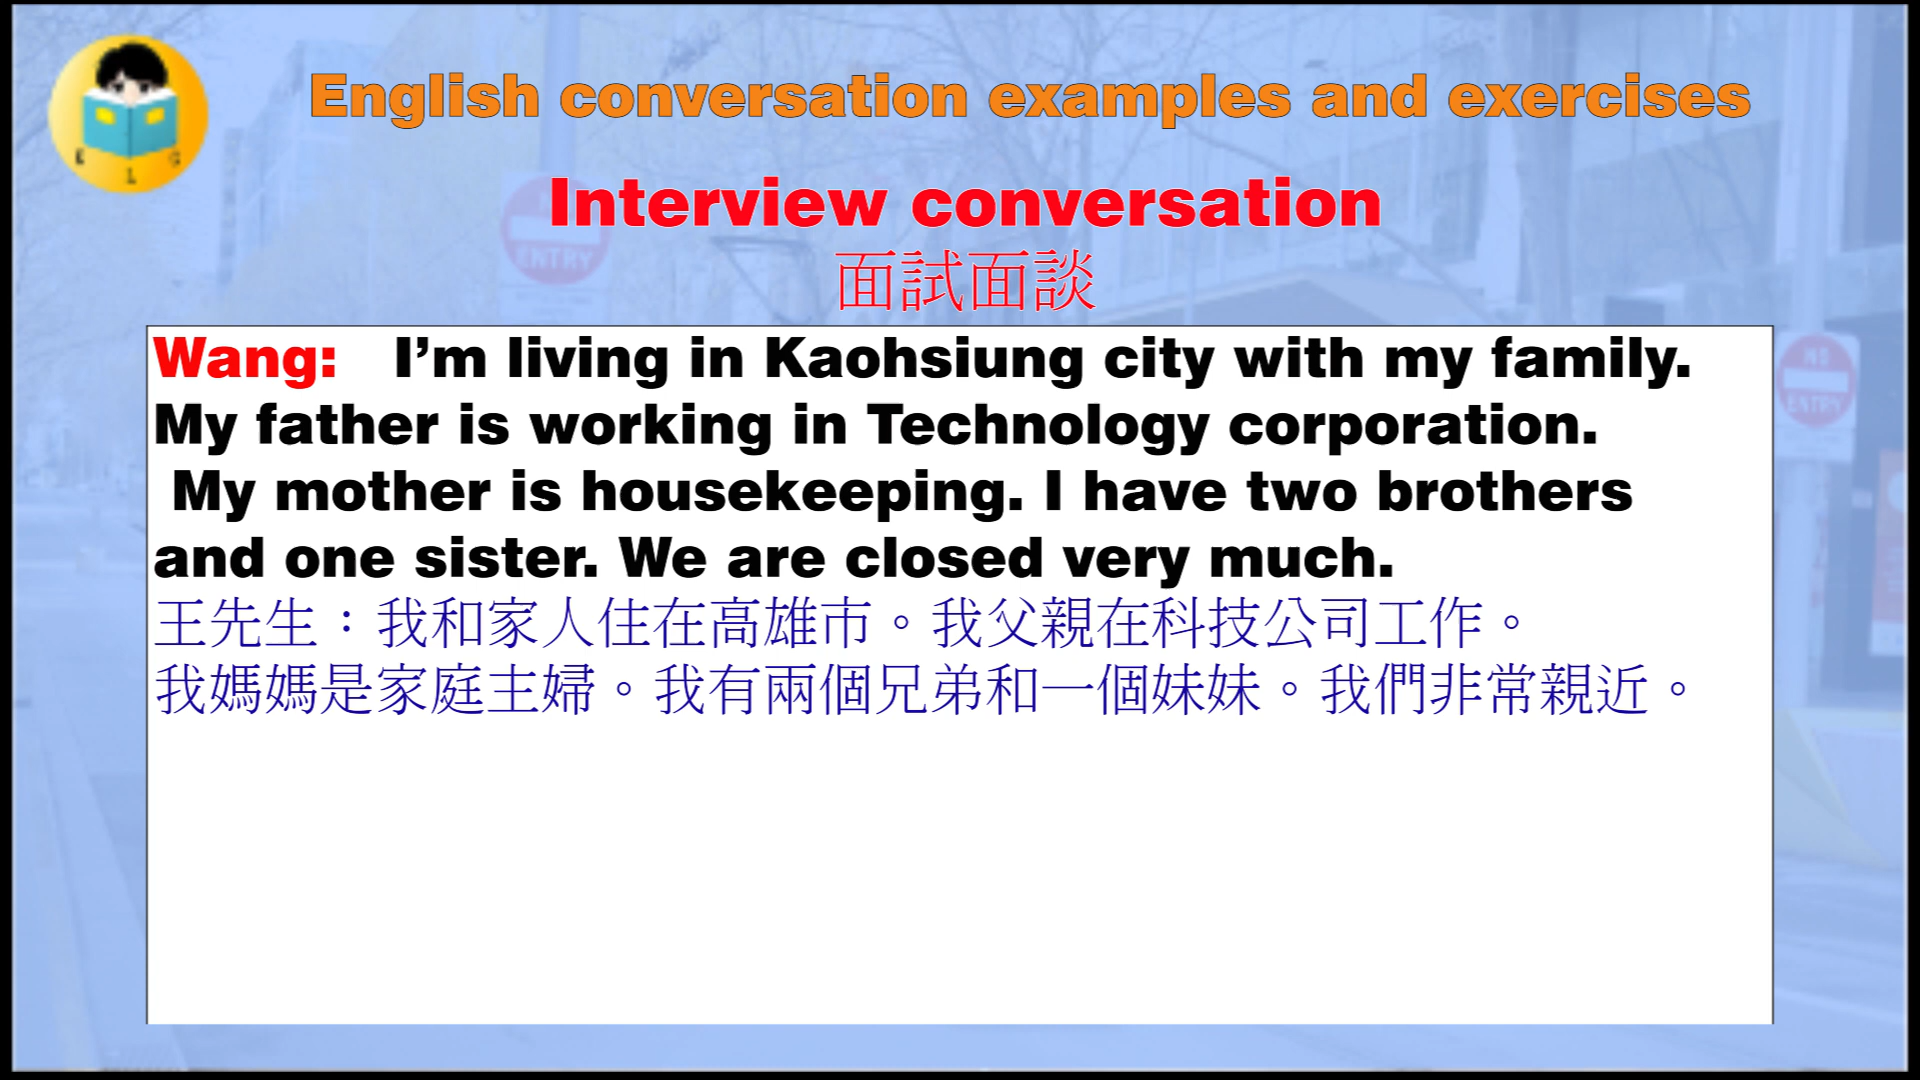 English conversation examples and exercises
Interview conversation
面試面談
Wang: I’m living in Kaohsiung city with my family.
My father is working in Technology corporation.
My mother is housekeeping. I have two brothers
and one sister. We are closed very much.
王先生：我和家人住在高雄市。我父親在科技公司工作。
我媽媽是家庭主婦。我有兩個兄弟和一個妹妹。我們非常親近。
E L G
ENTRY
NO
ENTRY